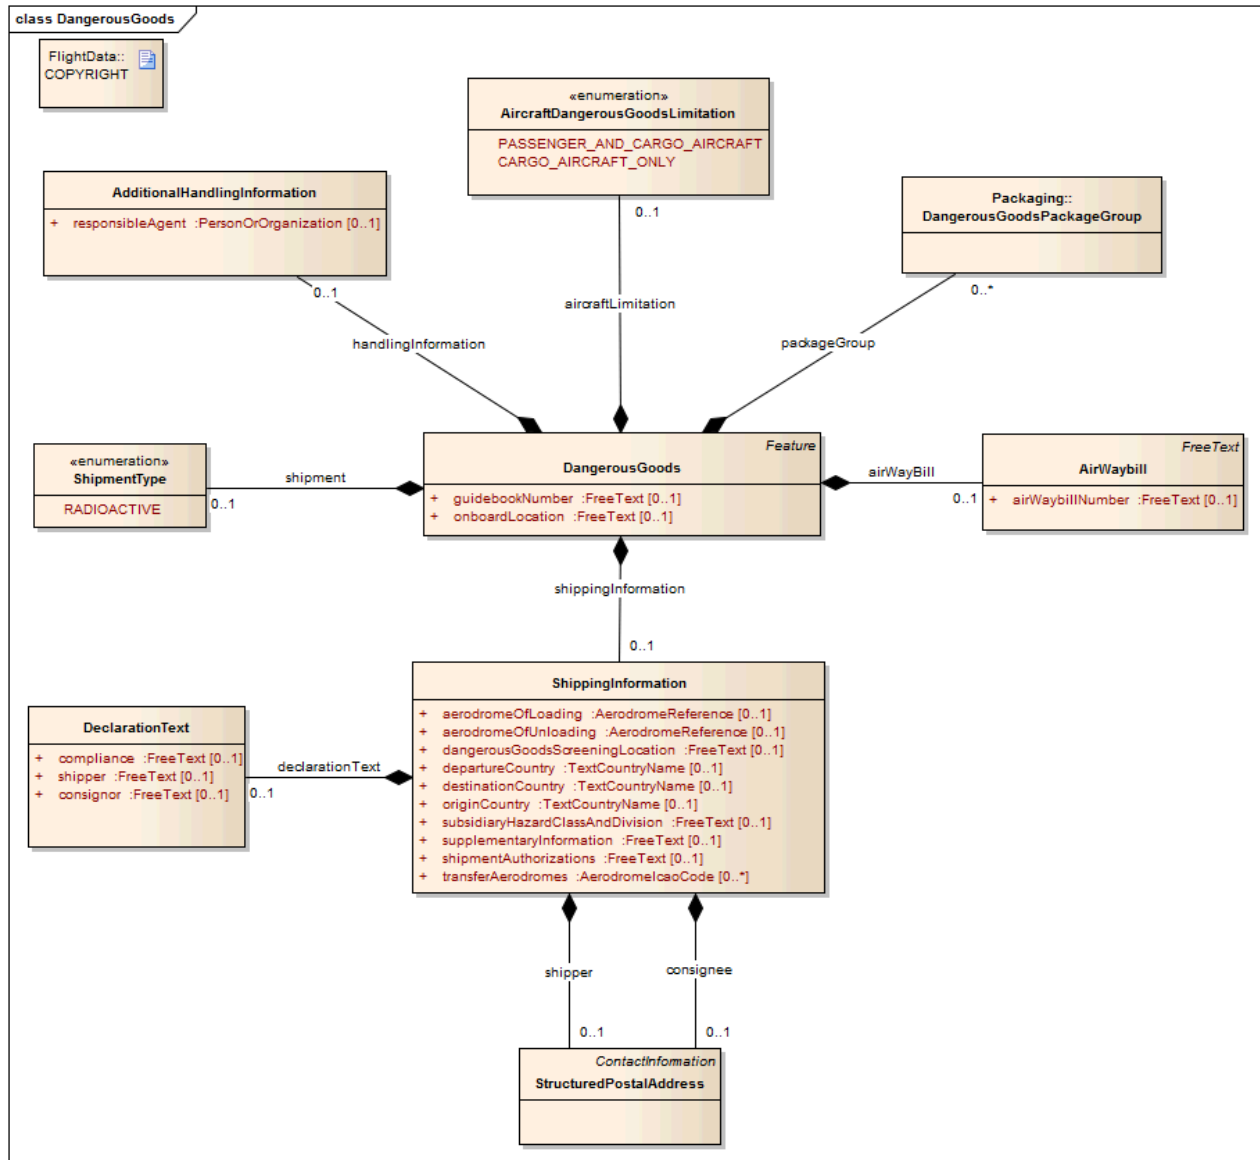 class DangerousGoods
FlightData::
COPYRIGHT
«enumeration»
AircraftDangerousGoodsLimitation
PASSENGER_AND_CARGO_AIRCRAFT
CARGO_AIRCRAFT_ONLY
AdditionalHandlingInformation
+ responsibleAgent :PersonOrOrganization [0..1]
Packaging::
DangerousGoodsPackageGroup
0..1
0..1
0..*
aircraftLimitation
handlingInformation
packageGroup
«enumeration»
ShipmentType
RADIOACTIVE
0..1
shipment
Feature
DangerousGoods
+ guidebookNumber :FreeText [0..1]
+ onboardLocation :FreeText [0..1]
airWayBill
0..1
FreeText
AirWaybill
+ airWaybillNumber :FreeText [0..1]
shippingInformation
0..1
ShippingInformation
+ aerodromeOfLoading :AerodromeReference [0..1]
+ aerodromeOfUnloading :AerodromeReference [0..1]
+ dangerousGoodsScreeningLocation :FreeText [0..1]
+ departureCountry :TextCountryName [0..1]
+ destinationCountry :TextCountryName [0..1]
+ originCountry :TextCountryName [0..1]
+ subsidiaryHazardClassAndDivision :FreeText [0..1]
+ supplementaryInformation :FreeText [0..1]
+ shipmentAuthorizations :FreeText [0..1]
+ transferAerodromes :AerodromeIcaoCode [0..*]
DeclarationText
+ compliance :FreeText [0..1]
+ shipper :FreeText [0..1]
+ consignor :FreeText [0..1]
declarationText
0..1
shipper
consignee
0..1
0..1
ContactInformation
StructuredPostalAddress